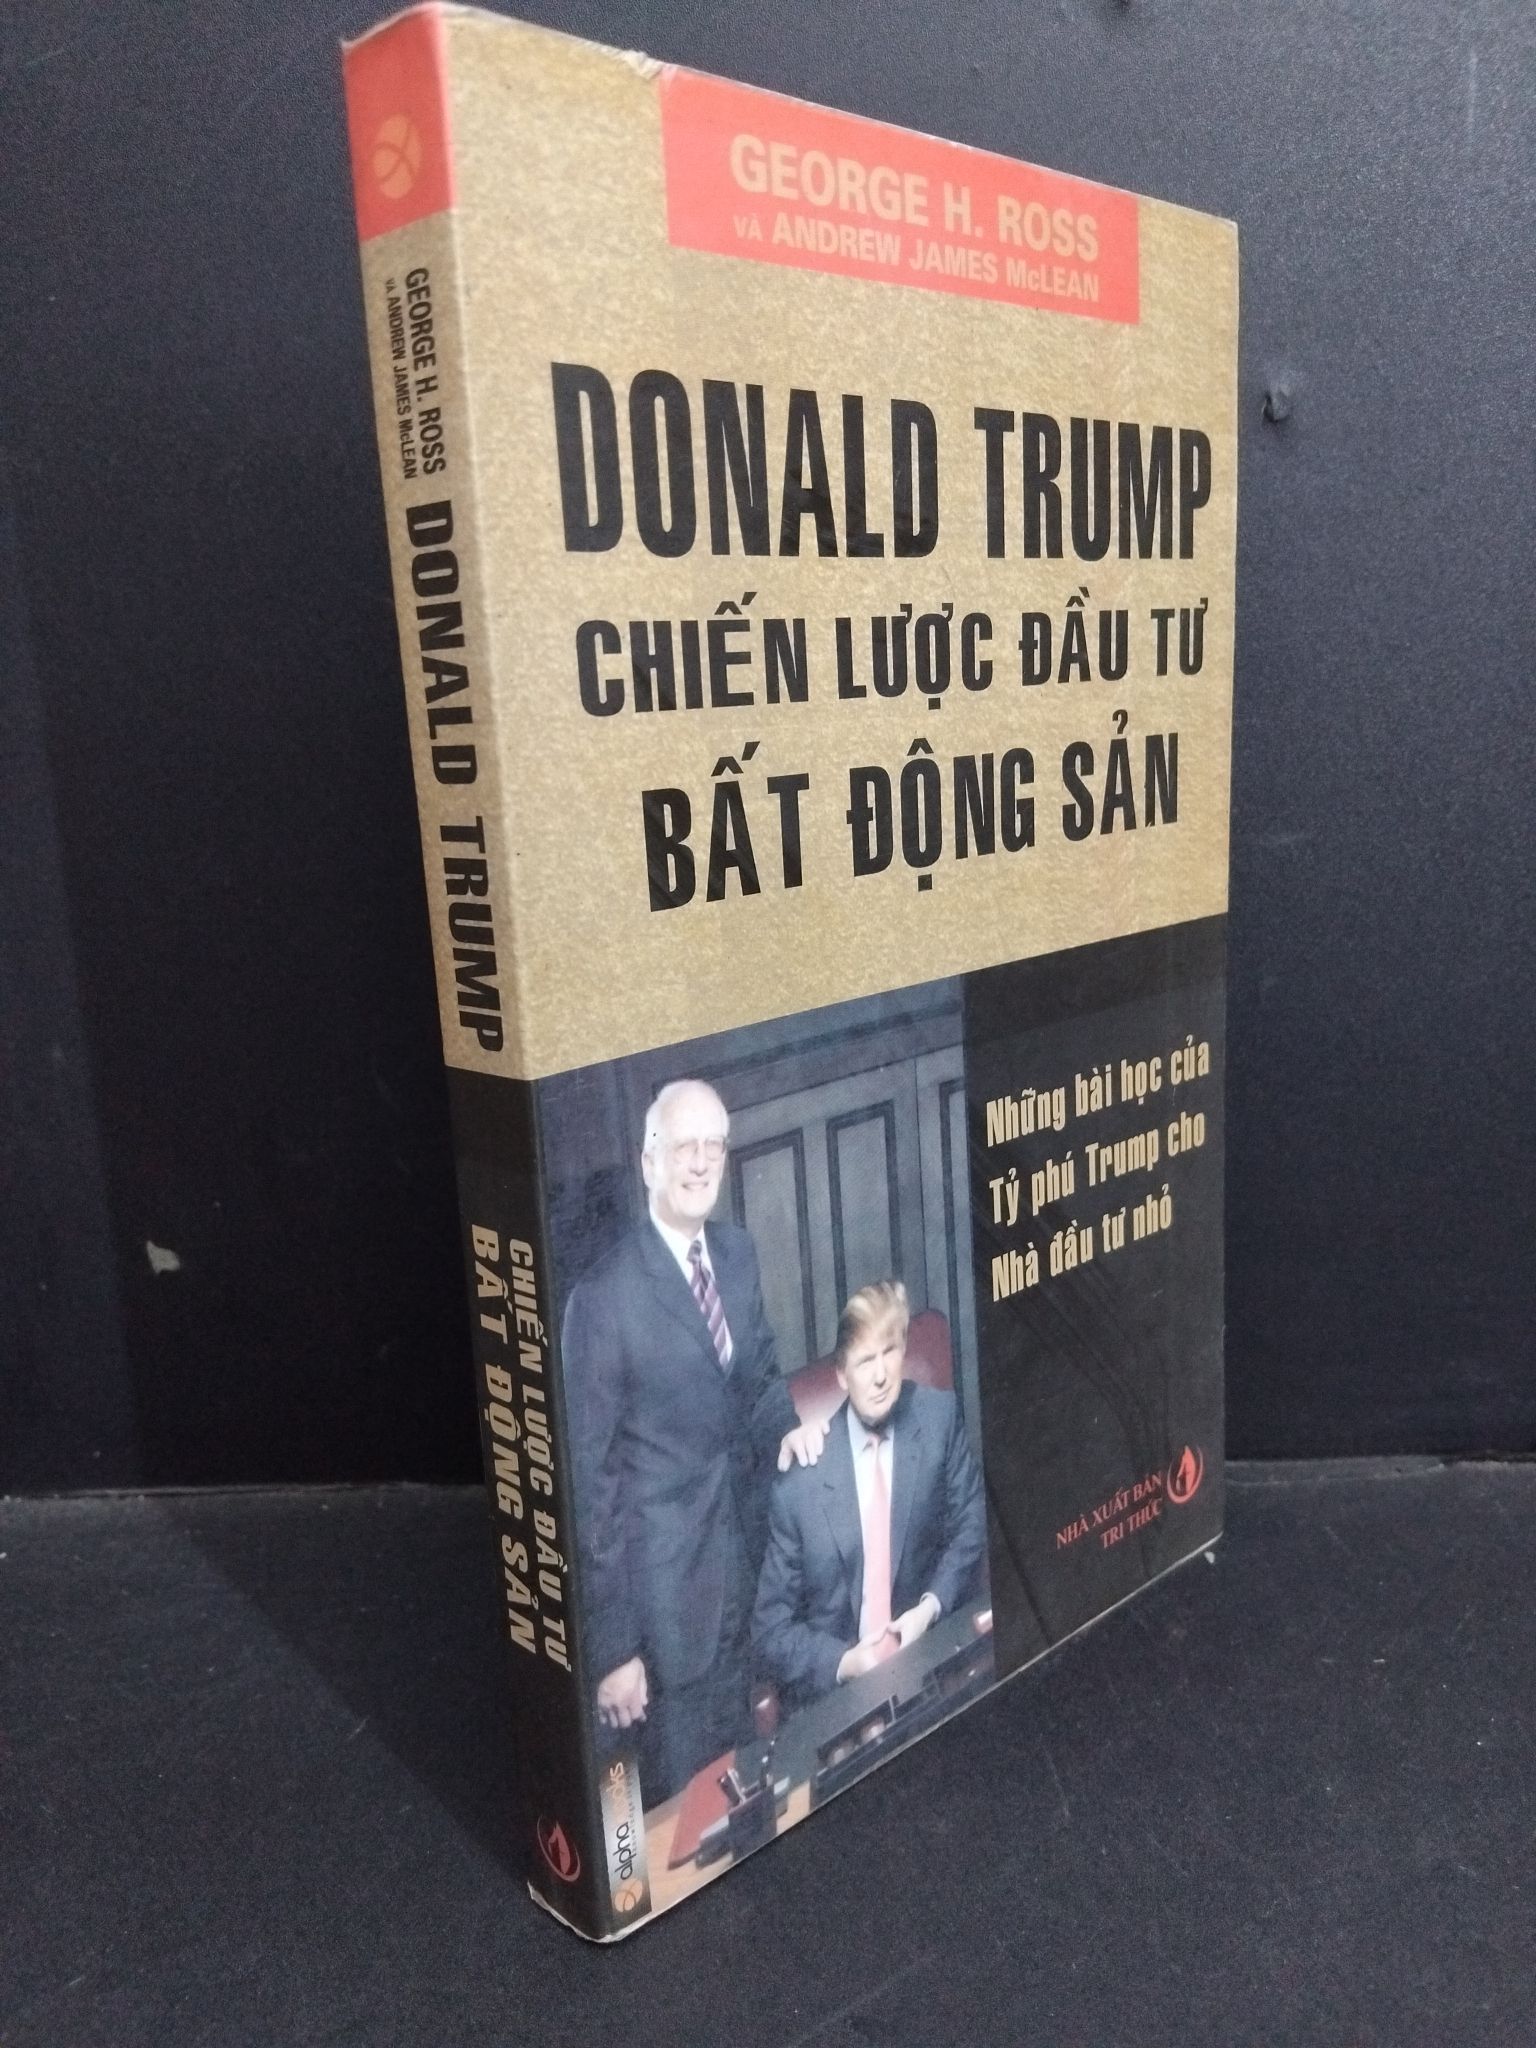 GEORGE H. ROSS
VÀ ANDREW JAMES McLEAN
DONALD TRUMP
CHIẾN LƯỢC ĐẦU TƯ
BẤT ĐỘNG SẢN
Những bài học của
Tỷ phú Trump cho
Nhà đầu tư nhỏ
NHÀ XUẤT BẢN
TRI THỨC
GEORGE H. ROSS
VÀ ANDREW JAMES McLEAN
DONALD TRUMP
CHIẾN LƯỢC ĐẦU TƯ
BẤT ĐỘNG SẢN
alphabooks